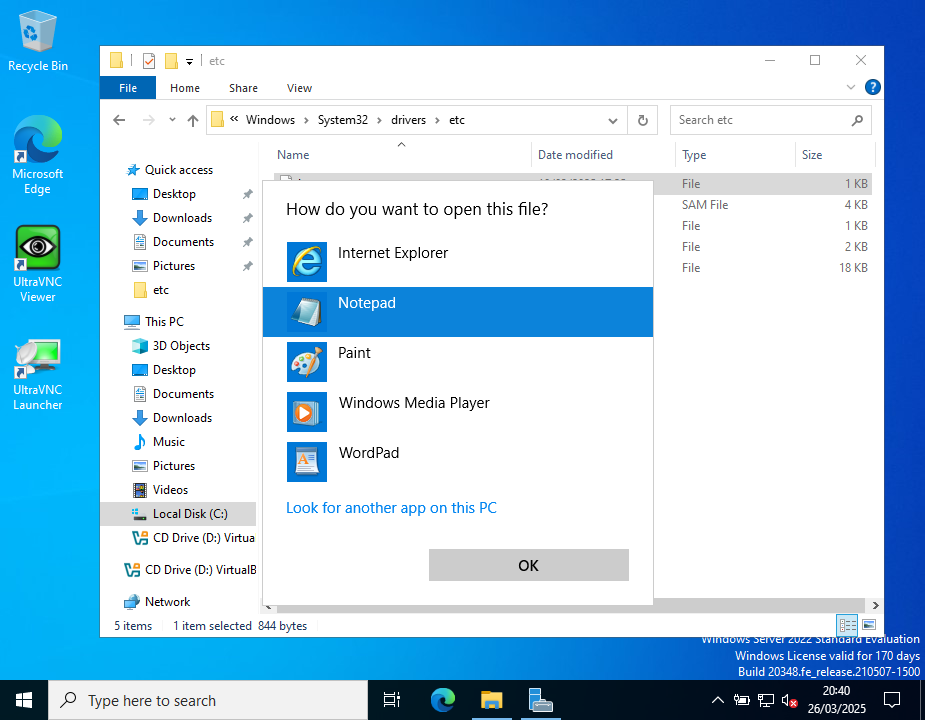 Recycle Bin
Microsoft
Edge
UltraVNC
Viewer
UltraVNC
Launcher
etc
File Home Share View
« Windows > System32 > drivers > etc
Search etc
Name Date modified Type Size
Quick access
Desktop
Downloads
Documents
Pictures
etc
This PC
3D Objects
Desktop
Documents
Downloads
Music
Pictures
Videos
Local Disk (C:)
CD Drive (D:) Virtua
CD Drive (D:) VirtualB
Network
File 1 KB
SAM File 4 KB
File 1 KB
File 2 KB
File 18 KB
How do you want to open this file?
Internet Explorer
Notepad
Paint
Windows Media Player
WordPad
Look for another app on this PC
OK
5 items 1 item selected 844 bytes
Windows Server 2022 Standard Evaluation
Windows License valid for 170 days
Build 20348.fe_release.210507-1500
Type here to search
20:40
26/03/2025